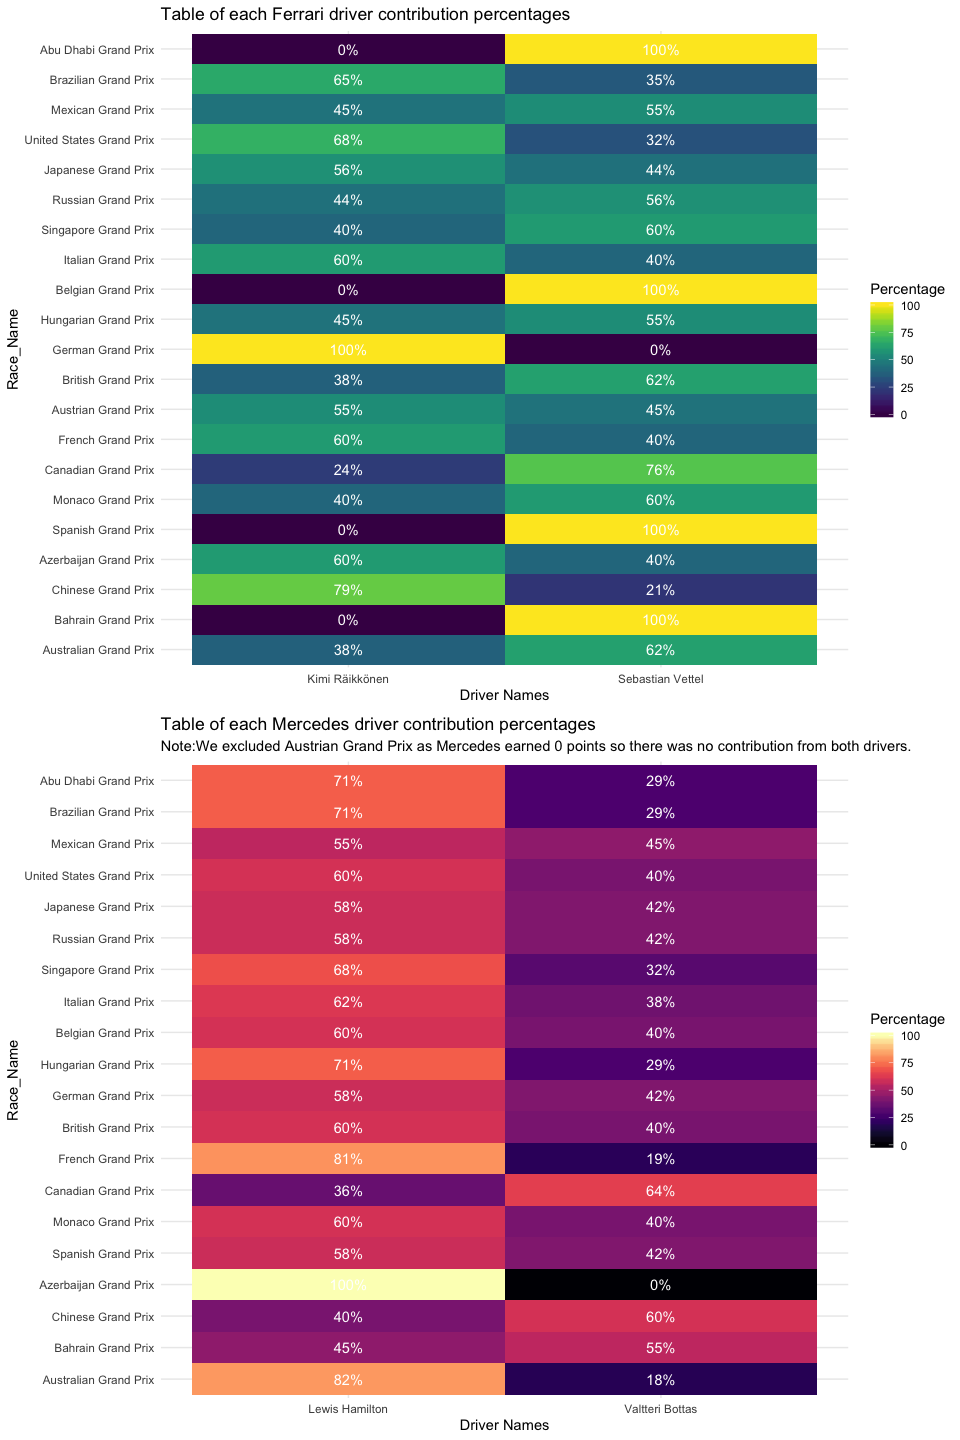 Table of each Ferrari driver contribution percentages
Abu Dhabi Grand Prix 0% 100%
Brazilian Grand Prix 65% 35%
Mexican Grand Prix 45% 55%
United States Grand Prix 68% 32%
Japanese Grand Prix 56% 44%
Russian Grand Prix 44% 56%
Singapore Grand Prix 40% 60%
Italian Grand Prix 60% 40%
Belgian Grand Prix 0% 100%
Hungarian Grand Prix 45% 55%
German Grand Prix 100% 0%
British Grand Prix 38% 62%
Austrian Grand Prix 55% 45%
French Grand Prix 60% 40%
Canadian Grand Prix 24% 76%
Monaco Grand Prix 40% 60%
Spanish Grand Prix 0% 100%
Azerbaijan Grand Prix 60% 40%
Chinese Grand Prix 79% 21%
Bahrain Grand Prix 0% 100%
Australian Grand Prix 38% 62%
Race_Name
Kimi Räikkönen Sebastian Vettel
Driver Names
Percentage
100
75
50
25
0
Table of each Mercedes driver contribution percentages
Note:We excluded Austrian Grand Prix as Mercedes earned 0 points so there was no contribution from both drivers.
Abu Dhabi Grand Prix 71% 29%
Brazilian Grand Prix 71% 29%
Mexican Grand Prix 55% 45%
United States Grand Prix 60% 40%
Japanese Grand Prix 58% 42%
Russian Grand Prix 58% 42%
Singapore Grand Prix 68% 32%
Italian Grand Prix 62% 38%
Belgian Grand Prix 60% 40%
Hungarian Grand Prix 71% 29%
German Grand Prix 58% 42%
British Grand Prix 60% 40%
French Grand Prix 81% 19%
Canadian Grand Prix 36% 64%
Monaco Grand Prix 60% 40%
Spanish Grand Prix 58% 42%
Azerbaijan Grand Prix 100% 0%
Chinese Grand Prix 40% 60%
Bahrain Grand Prix 45% 55%
Australian Grand Prix 82% 18%
Race_Name
Lewis Hamilton Valtteri Bottas
Driver Names
Percentage
100
75
50
25
0